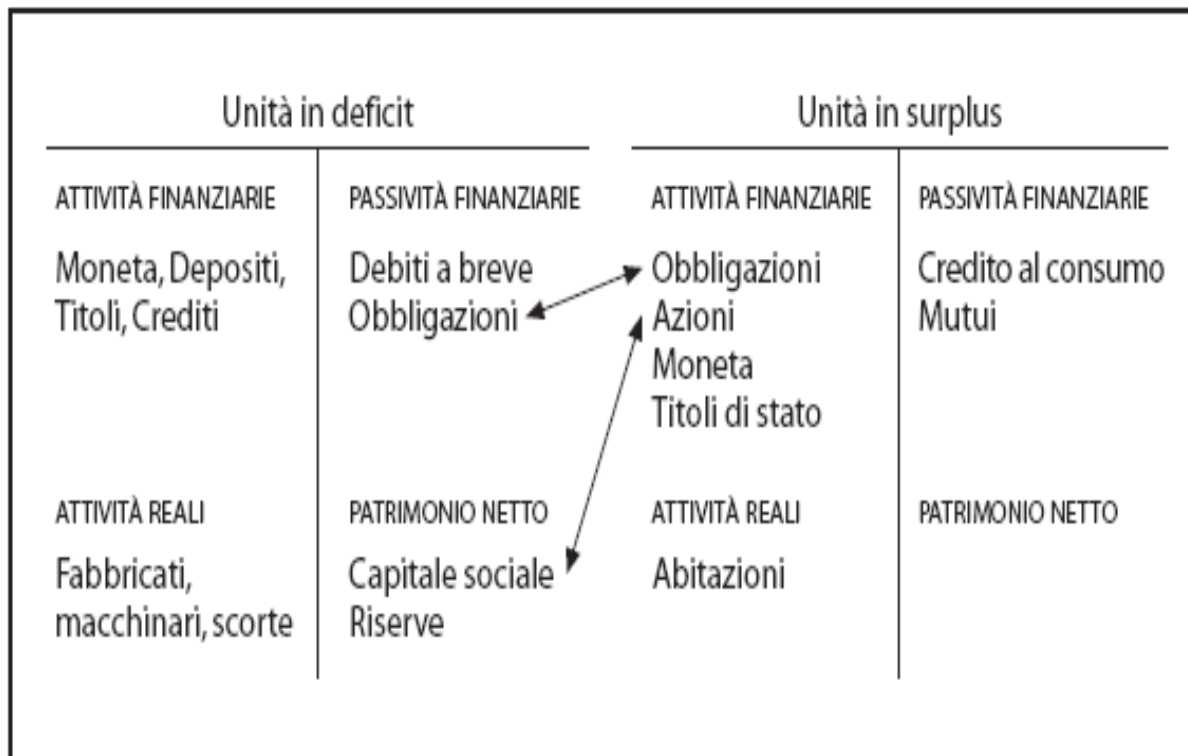 Unità in deficit
Unità in surplus
ATTIVITÀ FINANZIARIE
Moneta, Depositi,
Titoli, Crediti
PASSIVITÀ FINANZIARIE
Debiti a breve
Obbligazioni
ATTIVITÀ FINANZIARIE
Obbligazioni
Azioni
Moneta
Titoli di stato
PASSIVITÀ FINANZIARIE
Credito al consumo
Mutui
ATTIVITÀ REALI
Fabbricati,
macchinari, scorte
PATRIMONIO NETTO
Capitale sociale
Riserve
ATTIVITÀ REALI
Abitazioni
PATRIMONIO NETTO